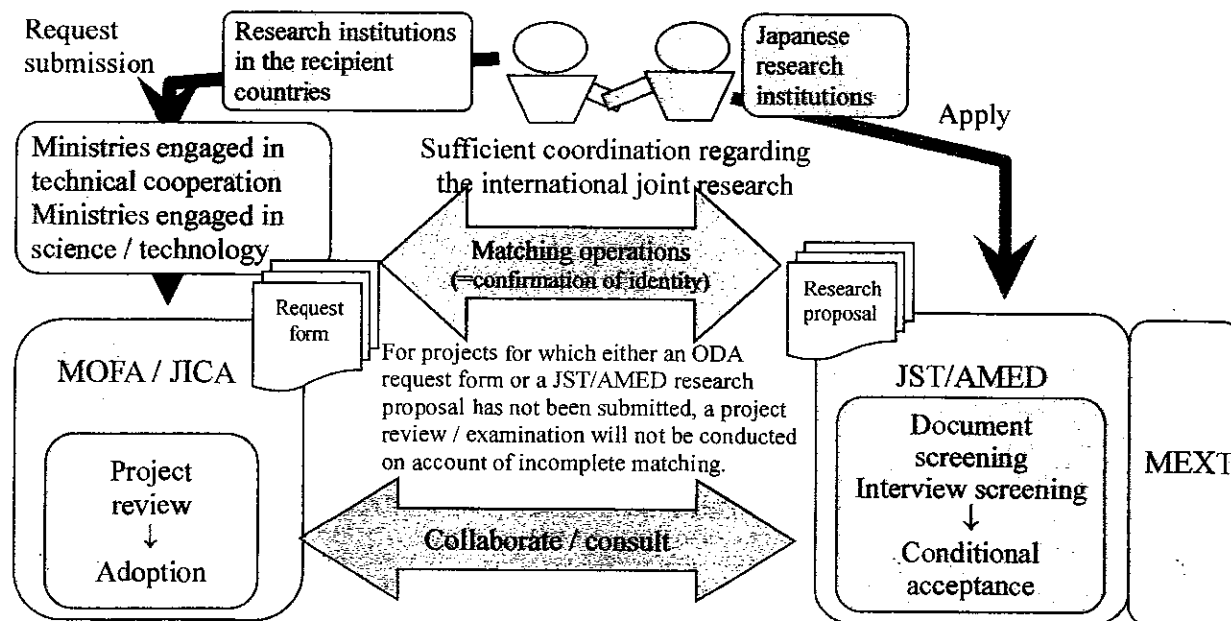 Request
submission
Research institutions
in the recipient
countries
Japanese
research
institutions
Apply
Ministries engaged in
technical cooperation
Ministries engaged in
science / technology
Sufficient coordination regarding
the international joint research
Matching operations
(=confirmation of identity)
Request
form
Research
proposal
MOFA / JICA
For projects for which either an ODA
request form or a JST/AMED research
proposal has not been submitted, a project
review / examination will not be conducted
on account of incomplete matching.
JST/AMED
MEXT
Project
review
↓
Adoption
Collaborate / consult
Document
screening
Interview screening
↓
Conditional
acceptance